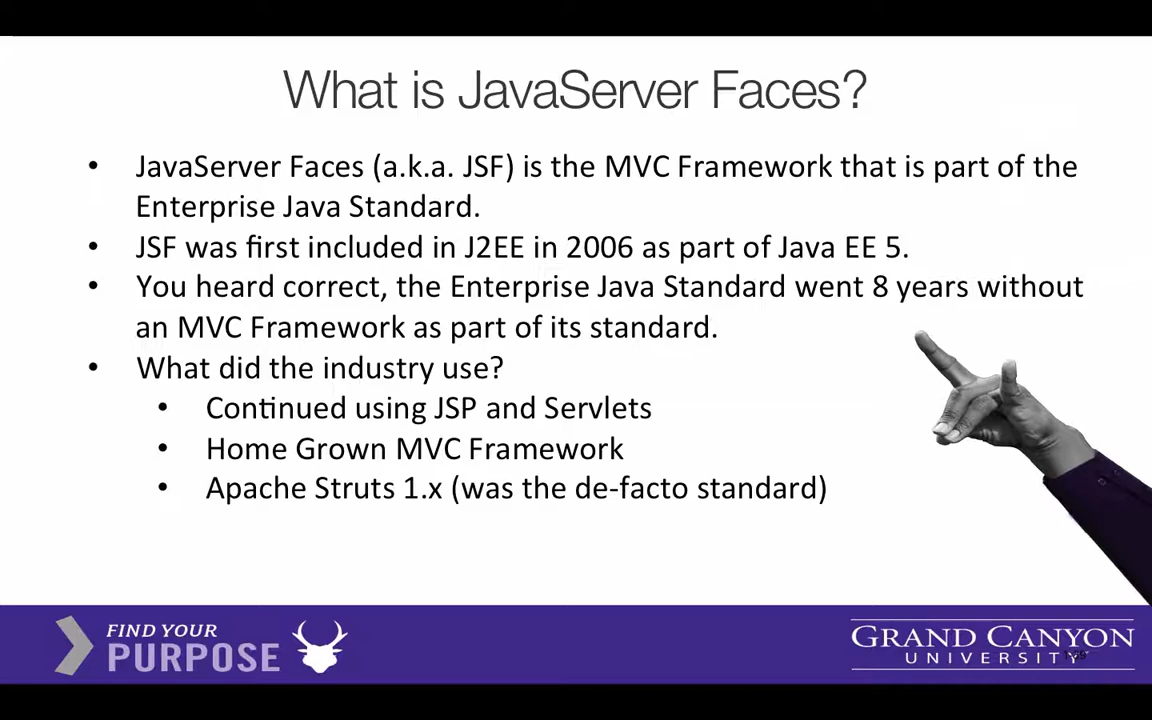 What is JavaServer Faces?
• JavaServer Faces (a.k.a. JSF) is the MVC Framework that is part of the
Enterprise Java Standard.
• JSF was first included in J2EE in 2006 as part of Java EE 5.
• You heard correct, the Enterprise Java Standard went 8 years without
an MVC Framework as part of its standard.
• What did the industry use?
• Continued using JSP and Servlets
• Home Grown MVC Framework
• Apache Struts 1.x (was the de-facto standard)
FIND YOUR
PURPOSE
GRAND CANYON
UNIVERSITY